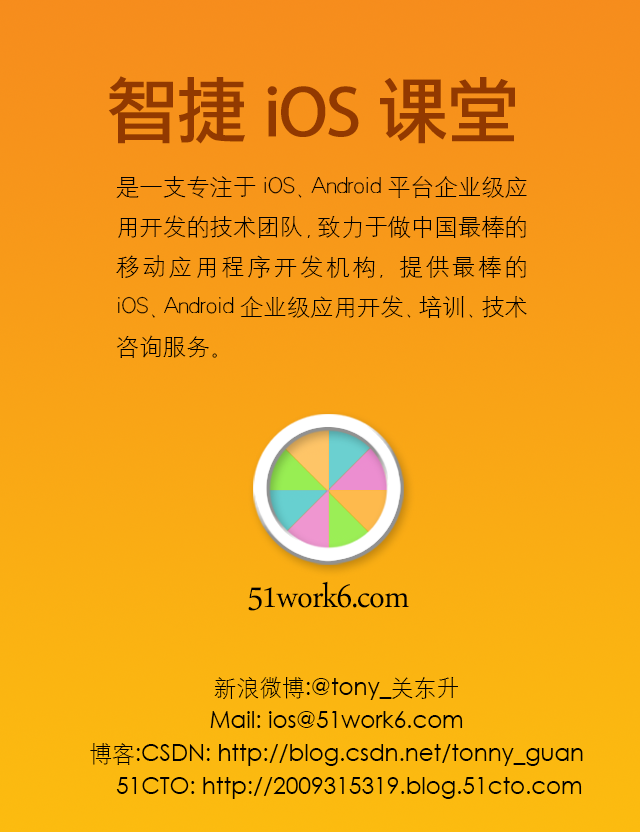 智捷 iOS 课堂
是一支专注于 iOS、Android 平台企业级应
用开发的技术团队, 致力于做中国最棒的
移动应用程序开发机构, 提供最棒的
iOS、Android 企业级应用开发、培训、技术
咨询服务。
51work6.com
新浪微博:@tony_关东升
Mail: ios@51work6.com
博客:CSDN: http://blog.csdn.net/tonny_guan
51CTO: http://2009315319.blog.51cto.com